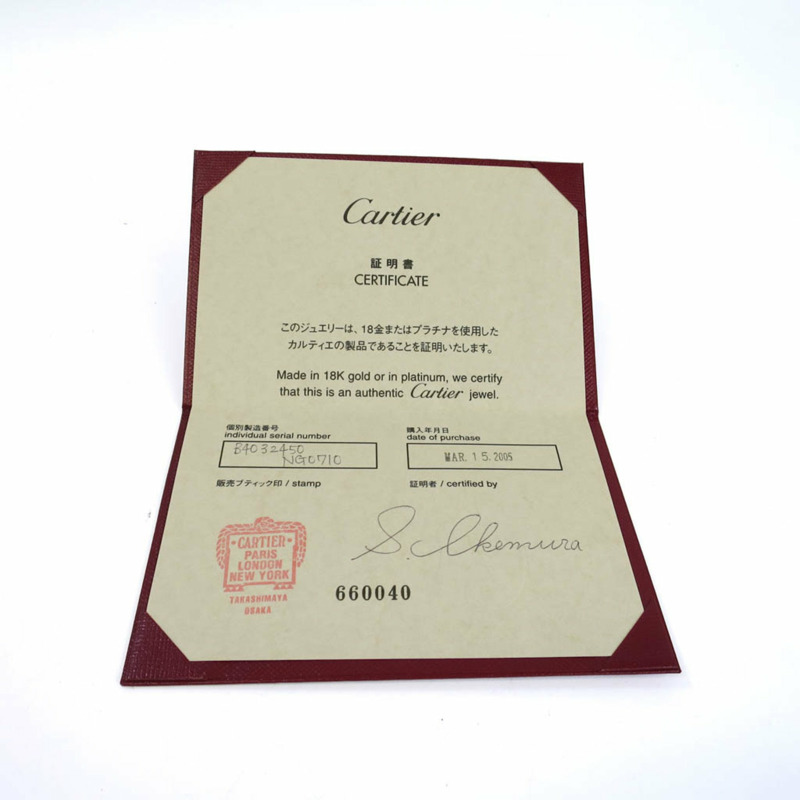 Cartier
証明書
CERTIFICATE
このジュエリーは、18金またはプラチナを使用した
カルティエの製品であることを証明いたします。
Made in 18K gold or in platinum, we certify
that this is an authentic Cartier jewel.
個別製造番号
individual serial number
B4032450
NG0710
購入年月日
date of purchase
MAR. 15.2005
販売ブティック印 / stamp
証明者 / certified by
CARTIER
PARIS
LONDON
NEW YORK
TAKASHIMAYA
OSAKA
S. Ikemura
660040